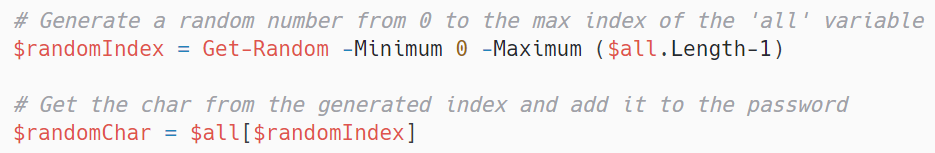 # Generate a random number from 0 to the max index of the 'all' variable
$randomIndex = Get-Random -Minimum 0 -Maximum ($all.Length-1)
# Get the char from the generated index and add it to the password
$randomChar = $all[$randomIndex]